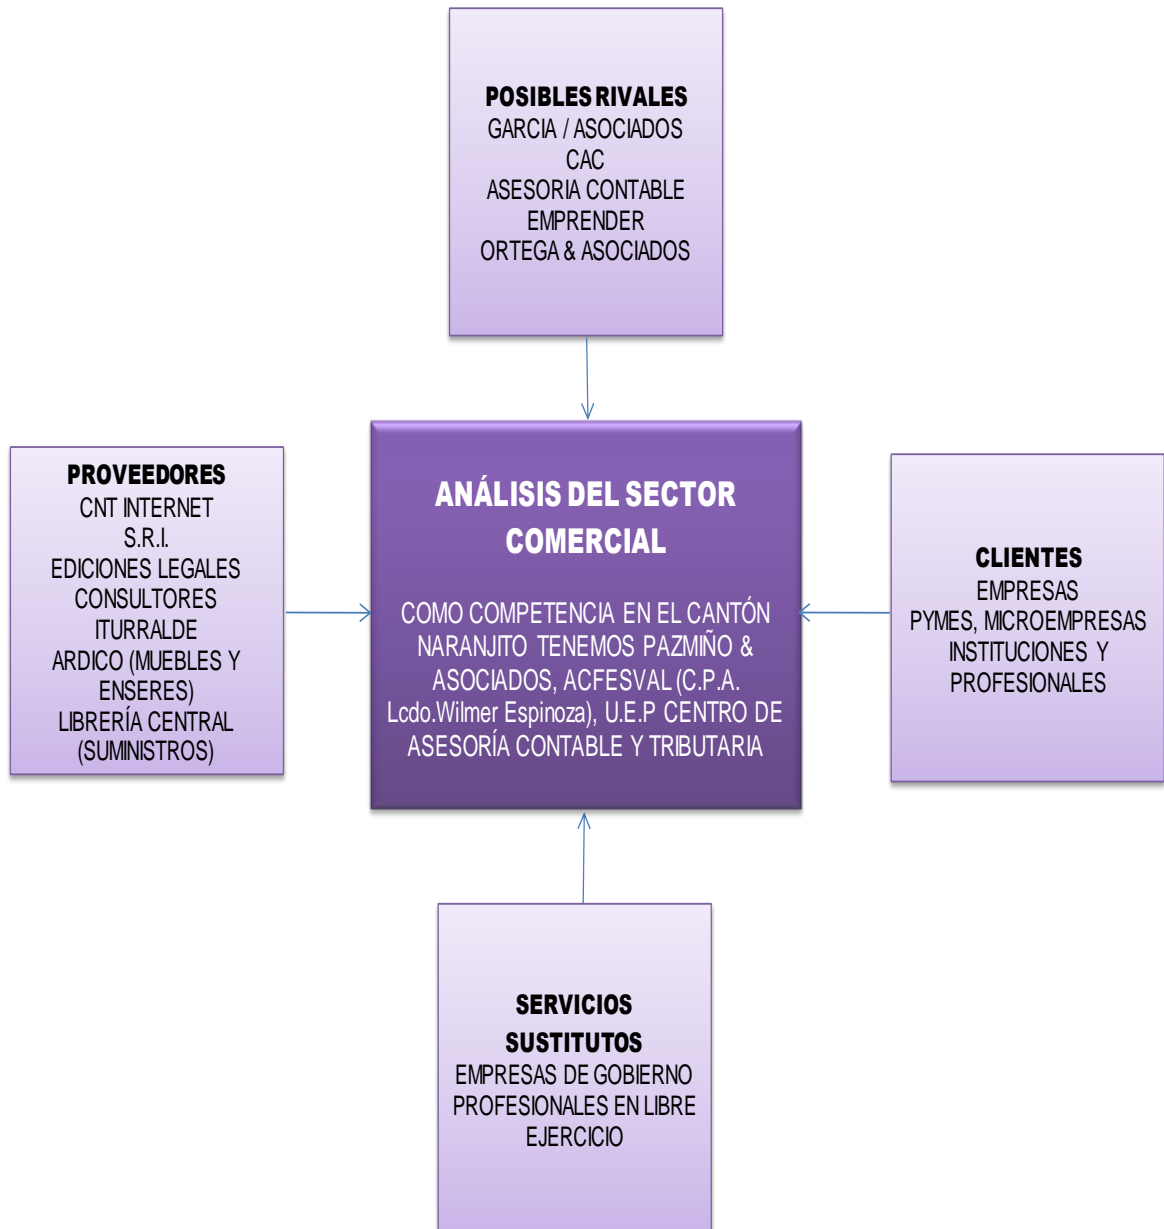 POSIBLES RIVALES
GARCIA / ASOCIADOS
CAC
ASESORIA CONTABLE
EMPRENDER
ORTEGA & ASOCIADOS
PROVEEDORES
CNT INTERNET
S.R.I.
EDICIONES LEGALES
CONSULTORES
ITURRALDE
ARDICO (MUEBLES Y
ENSERES)
LIBRERÍA CENTRAL
(SUMINISTROS)
ANÁLISIS DEL SECTOR
COMERCIAL
COMO COMPETENCIA EN EL CANTÓN
NARANJITO TENEMOS PAZMIÑO &
ASOCIADOS, ACFESVAL (C.P.A.
Lcdo.Wilmer Espinoza), U.E.P CENTRO DE
ASESORÍA CONTABLE Y TRIBUTARIA
CLIENTES
EMPRESAS
PYMES, MICROEMPRESAS
INSTITUCIONES Y
PROFESIONALES
SERVICIOS
SUSTITUTOS
EMPRESAS DE GOBIERNO
PROFESIONALES EN LIBRE
EJERCICIO